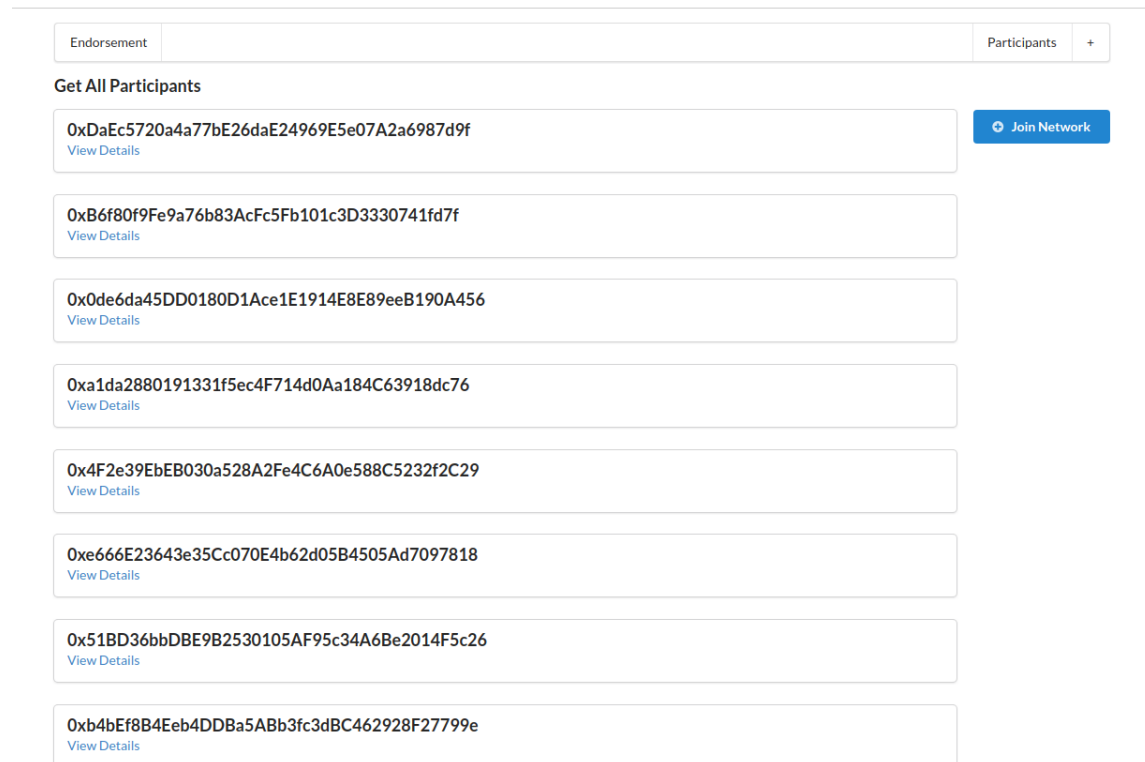 Endorsement Participants +
Get All Participants
0xDaEc5720a4a77bE26daE24969E5e07A2a6987d9f
View Details
Join Network
0xB6f80f9Fe9a76b83AcFc5Fb101c3D3330741fd7f
View Details
0x0de6da45DD0180D1Ace1E1914E8E89eeB190A456
View Details
0xa1da2880191331f5ec4F714d0Aa184C63918dc76
View Details
0x4F2e39EbEB030a528A2Fe4C6A0e588C5232f2C29
View Details
0xe666E23643e35Cc070E4b62d05B4505Ad7097818
View Details
0x51BD36bbDBE9B2530105AF95c34A6Be2014F5c26
View Details
0xb4bEf8B4Eeb4DDBa5ABb3fc3dBC462928F27799e
View Details